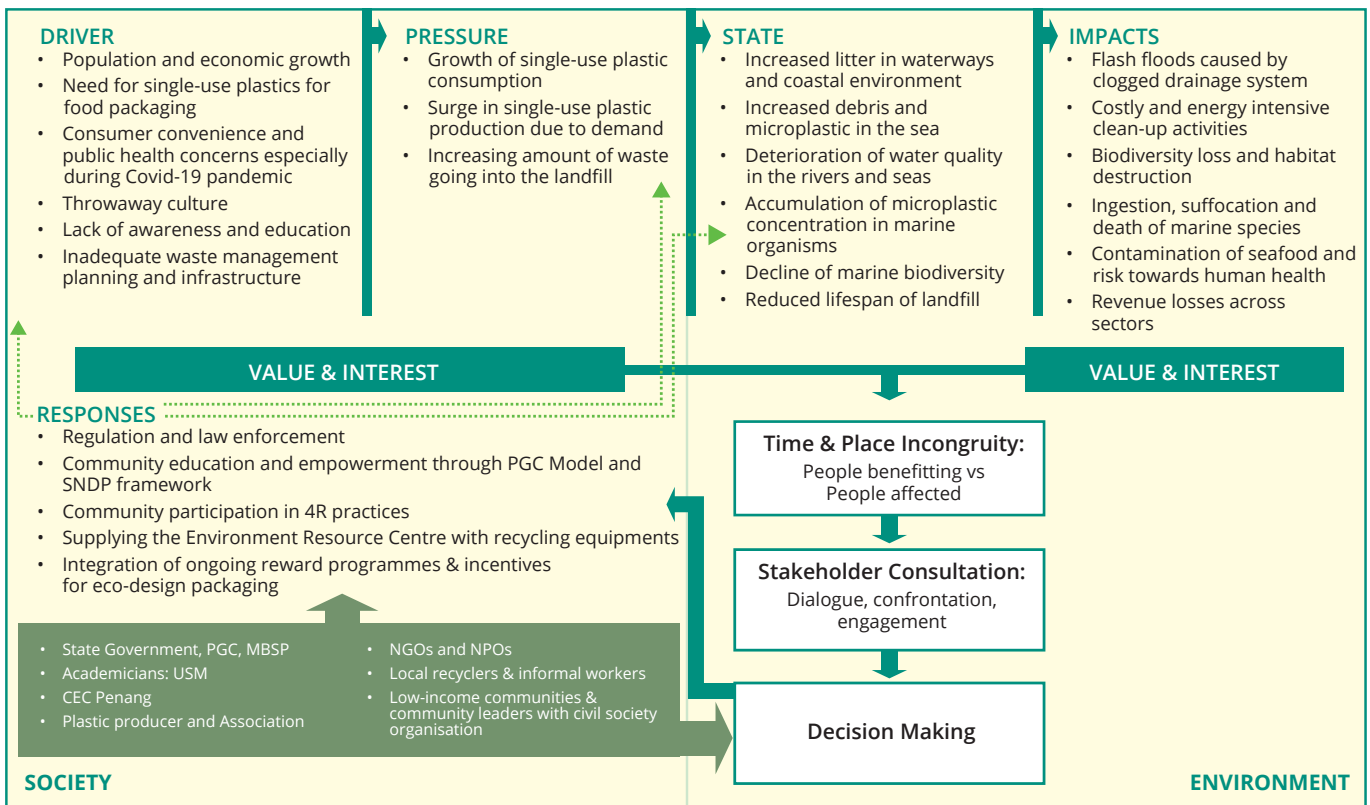 DRIVER
• Population and economic growth
• Need for single-use plastics for
food packaging
• Consumer convenience and
public health concerns especially
during Covid-19 pandemic
• Throwaway culture
• Lack of awareness and education
• Inadequate waste management
planning and infrastructure
PRESSURE
• Growth of single-use plastic
consumption
• Surge in single-use plastic
production due to demand
• Increasing amount of waste
going into the landfill
STATE
• Increased litter in waterways
and coastal environment
• Increased debris and
microplastic in the sea
• Deterioration of water quality
in the rivers and seas
• Accumulation of microplastic
concentration in marine
organisms
• Decline of marine biodiversity
• Reduced lifespan of landfill
IMPACTS
• Flash floods caused by
clogged drainage system
• Costly and energy intensive
clean-up activities
• Biodiversity loss and habitat
destruction
• Ingestion, suffocation and
death of marine species
• Contamination of seafood and
risk towards human health
• Revenue losses across
sectors
VALUE & INTEREST
VALUE & INTEREST
RESPONSES
• Regulation and law enforcement
• Community education and empowerment through PGC Model and
SNDP framework
• Community participation in 4R practices
• Supplying the Environment Resource Centre with recycling equipments
• Integration of ongoing reward programmes & incentives
for eco-design packaging
Time & Place Incongruity:
People benefitting vs
People affected
Stakeholder Consultation:
Dialogue, confrontation,
engagement
Decision Making
• State Government, PGC, MBSP
• Academicians: USM
• CEC Penang
• Plastic producer and Association
• NGOs and NPOs
• Local recyclers & informal workers
• Low-income communities &
community leaders with civil society
organisation
SOCIETY
ENVIRONMENT